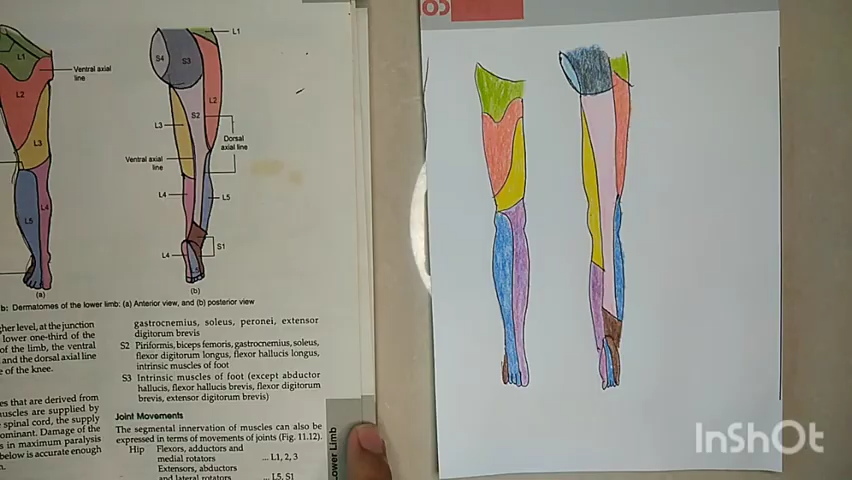 8
L1
L2
L3
L4
L5
Ventral axial
line
(a)
L1
S4
S3
L2
L3
S2
Dorsal
axial line
Ventral axial
line
L4
L5
S1
L4
(b)
b: Dermatomes of the lower limb: (a) Anterior view, and (b) posterior view
gher level, at the junction
lower one-third of the
of the limb, the ventral
and the dorsal axial line
e of the knee.
es that are derived from
muscles are supplied by
spinal cord, the supply
ominant. Damage of the
s in maximum paralysis
below is accurate enough
n.
gastrocnemius, soleus, peronei, extensor
digitorum brevis
S2 Piriformis, biceps femoris, gastrocnemius, soleus,
flexor digitorum longus, flexor hallucis longus,
intrinsic muscles of foot
S3 Intrinsic muscles of foot (except abductor
hallucis, flexor hallucis brevis, flexor digitorum
brevis, extensor digitorum brevis)
Joint Movements
The segmental innervation of muscles can also be
expressed in terms of movements of joints (Fig. 11.12).
Hip Flexors, adductors and
medial rotators ... L1, 2, 3
Extensors, abductors
and lateral rotators ... L5, S1
Lower Limb
InShOt